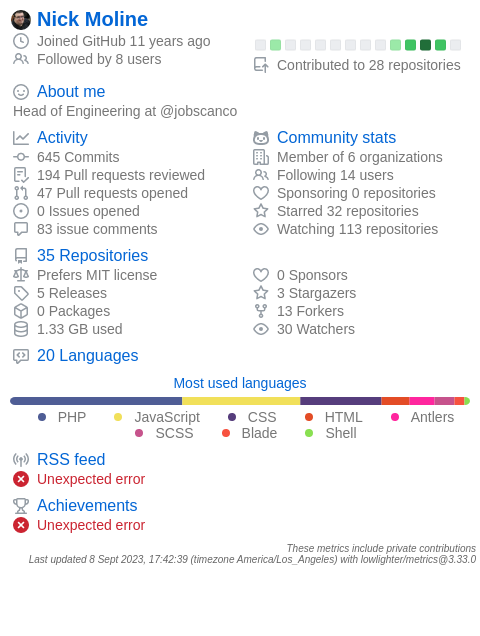 Nick Moline
Joined GitHub 11 years ago
Followed by 8 users
Contributed to 28 repositories
About me
Head of Engineering at @jobscanco
Activity
645 Commits
194 Pull requests reviewed
47 Pull requests opened
0 Issues opened
83 issue comments
Community stats
Member of 6 organizations
Following 14 users
Sponsoring 0 repositories
Starred 32 repositories
Watching 113 repositories
35 Repositories
Prefers MIT license
5 Releases
0 Packages
1.33 GB used
0 Sponsors
3 Stargazers
13 Forkers
30 Watchers
20 Languages
Most used languages
PHP JavaScript CSS HTML Antlers
SCSS Blade Shell
RSS feed
Unexpected error
Achievements
Unexpected error
These metrics include private contributions
Last updated 8 Sept 2023, 17:42:39 (timezone America/Los_Angeles) with lowlighter/metrics@3.33.0